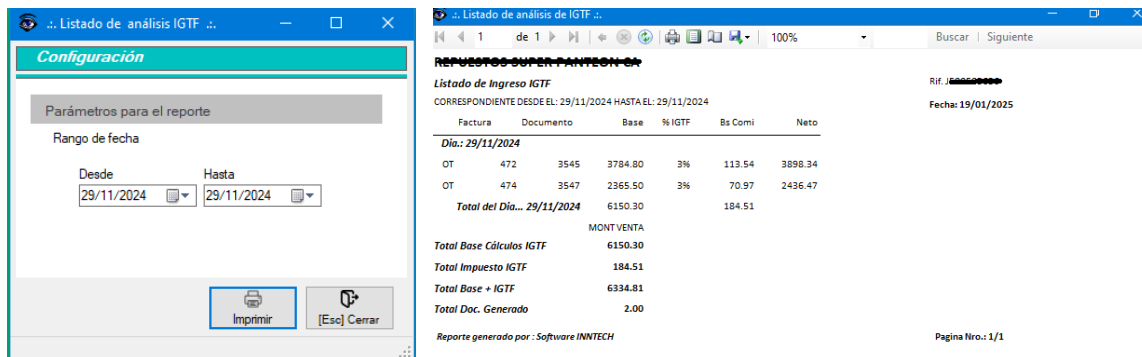 .:. Listado de análisis IGTF .:.
Configuración
Parámetros para el reporte
Rango de fecha
Desde Hasta
29/11/2024 29/11/2024
Imprimir [Esc] Cerrar
.:. Listado de análisis de IGTF .:.
1 de 1 100% Buscar | Siguiente
REPUESTOS SUPER PANTEON CA
Listado de Ingreso IGTF Rif. J
CORRESPONDIENTE DESDE EL: 29/11/2024 HASTA EL: 29/11/2024 Fecha: 19/01/2025
Factura Documento Base % IGTF Bs Comi Neto
Dia.: 29/11/2024
OT 472 3545 3784.80 3% 113.54 3898.34
OT 474 3547 2365.50 3% 70.97 2436.47
Total del Dia... 29/11/2024 6150.30 184.51
MONT VENTA
Total Base Cálculos IGTF 6150.30
Total Impuesto IGTF 184.51
Total Base + IGTF 6334.81
Total Doc. Generado 2.00
Reporte generado por : Software INNTECH Pagina Nro.: 1/1